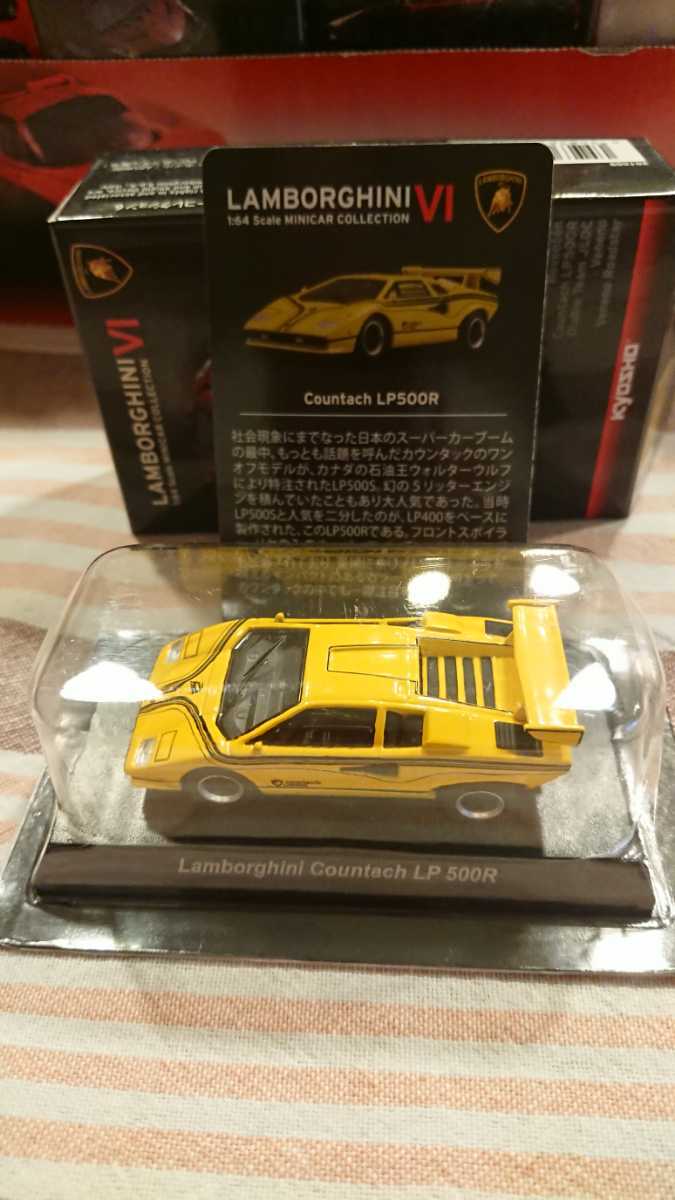 LAMBORGHINI VI
1:64 Scale MINICAR COLLECTION
Countach LP500R
社会現象にまでなった日本のスーパーカーブーム
の最中、もっとも話題を呼んだカウンタックのワン
オフモデルが、カナダの石油王ウォルターウルフ
により特注されたLP500S。幻の5リッターエンジ
ンを積んでいたこともあり大人気であった。当時
LP500Sと人気を二分したのが、LP400をベースに
製作された、このLP500Rである。フロントスポイラ
LAMBORGHINI VI
1:64 Scale MINICAR COLLECTION
Countach LP500R
Diablo Team JLOC
Veneno
Veneno Roadster
KYOSHO
countach
Lamborghini Countach LP 500R